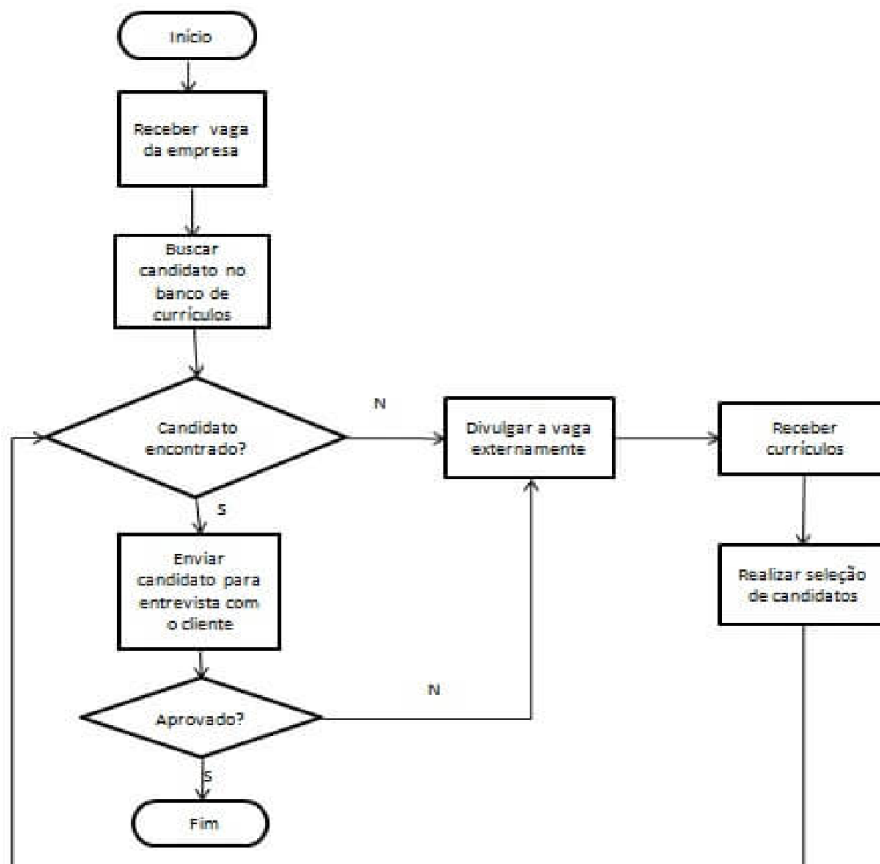 Início
Receber vaga
da empresa
Buscar
candidato no
banco de
currículos
Candidato
encontrado?
N
Divulgar a vaga
externamente
Receber
currículos
S
Enviar
candidato para
entrevista com
o cliente
Realizar seleção
de candidatos
Aprovado?
N
S
Fim